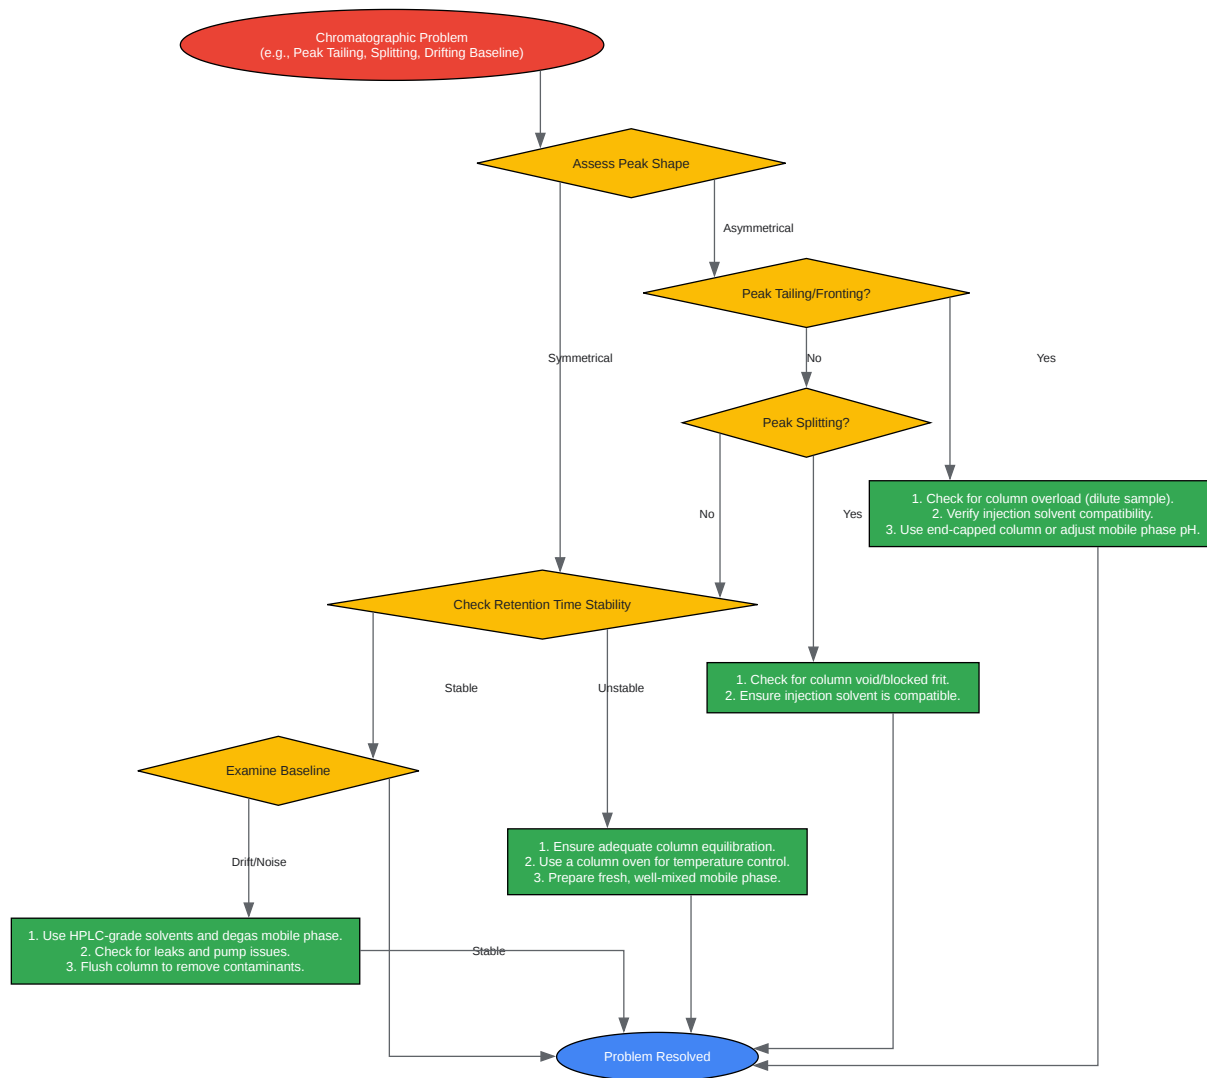 Chromatographic Problem
(e.g., Peak Tailing, Splitting, Drifting Baseline)
Assess Peak Shape
Asymmetrical
Peak Tailing/Fronting?
Symmetrical
No
Yes
Peak Splitting?
1. Check for column overload (dilute sample).
2. Verify injection solvent compatibility.
3. Use end-capped column or adjust mobile phase pH.
No
Yes
Check Retention Time Stability
Stable
Unstable
1. Check for column void/blocked frit.
2. Ensure injection solvent is compatible.
Examine Baseline
Drift/Noise
1. Ensure adequate column equilibration.
2. Use a column oven for temperature control.
3. Prepare fresh, well-mixed mobile phase.
1. Use HPLC-grade solvents and degas mobile phase.
2. Check for leaks and pump issues.
3. Flush column to remove contaminants.
Stable
Problem Resolved